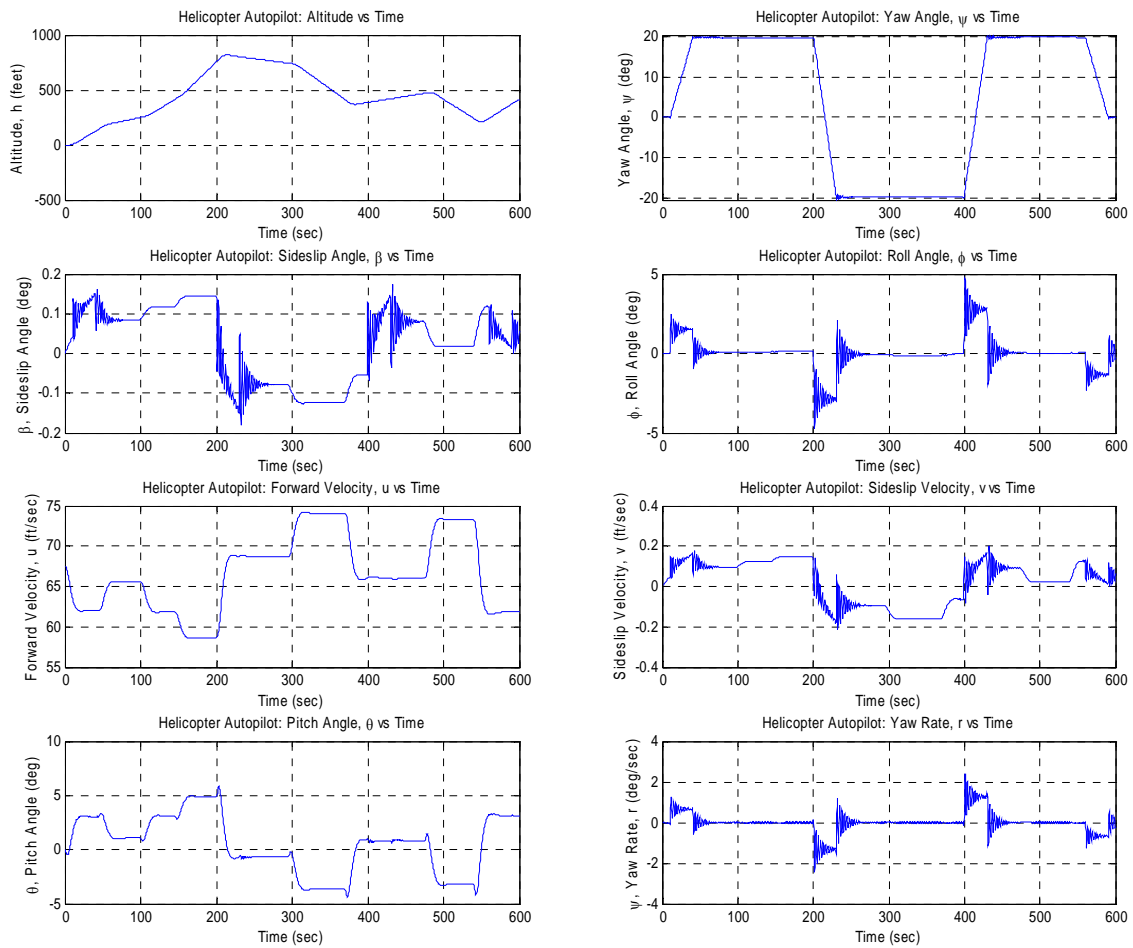 Helicopter Autopilot: Altitude vs Time
Altitude, h (feet)
1000
500
0
-500
0 100 200 300 400 500 600
Time (sec)
Helicopter Autopilot: Yaw Angle, ψ vs Time
Yaw Angle, ψ (deg)
20
10
0
-10
-20
0 100 200 300 400 500 600
Time (sec)
Helicopter Autopilot: Sideslip Angle, β vs Time
β, Sideslip Angle (deg)
0.2
0.1
0
-0.1
-0.2
0 100 200 300 400 500 600
Time (sec)
Helicopter Autopilot: Roll Angle, ϕ vs Time
ϕ, Roll Angle (deg)
5
0
-5
0 100 200 300 400 500 600
Time (sec)
Helicopter Autopilot: Forward Velocity, u vs Time
Forward Velocity, u (ft/sec)
75
70
65
60
55
0 100 200 300 400 500 600
Time (sec)
Helicopter Autopilot: Sideslip Velocity, v vs Time
Sideslip Velocity, v (ft/sec)
0.4
0.2
0
-0.2
-0.4
0 100 200 300 400 500 600
Time (sec)
Helicopter Autopilot: Pitch Angle, θ vs Time
θ, Pitch Angle (deg)
10
5
0
-5
0 100 200 300 400 500 600
Time (sec)
Helicopter Autopilot: Yaw Rate, r vs Time
ψ, Yaw Rate, r (deg/sec)
4
2
0
-2
-4
0 100 200 300 400 500 600
Time (sec)